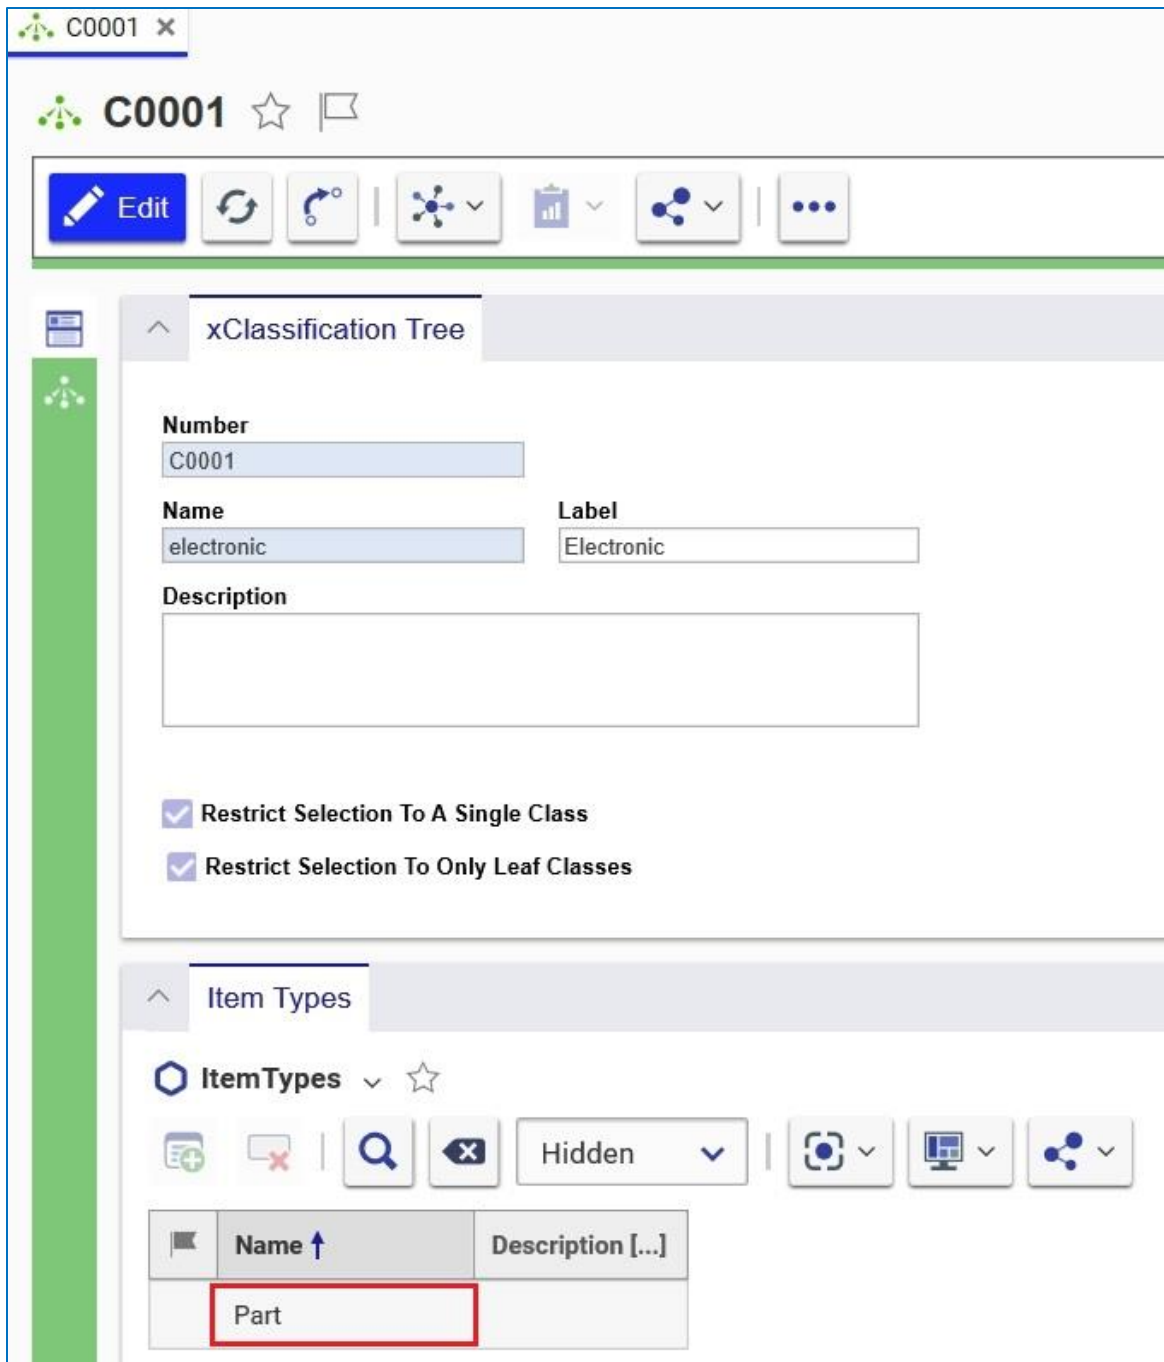 C0001
C0001
Edit
xClassification Tree
Number
C0001
Name Label
electronic Electronic
Description
Restrict Selection To A Single Class
Restrict Selection To Only Leaf Classes
Item Types
ItemTypes
Hidden
Name Description [...]
Part